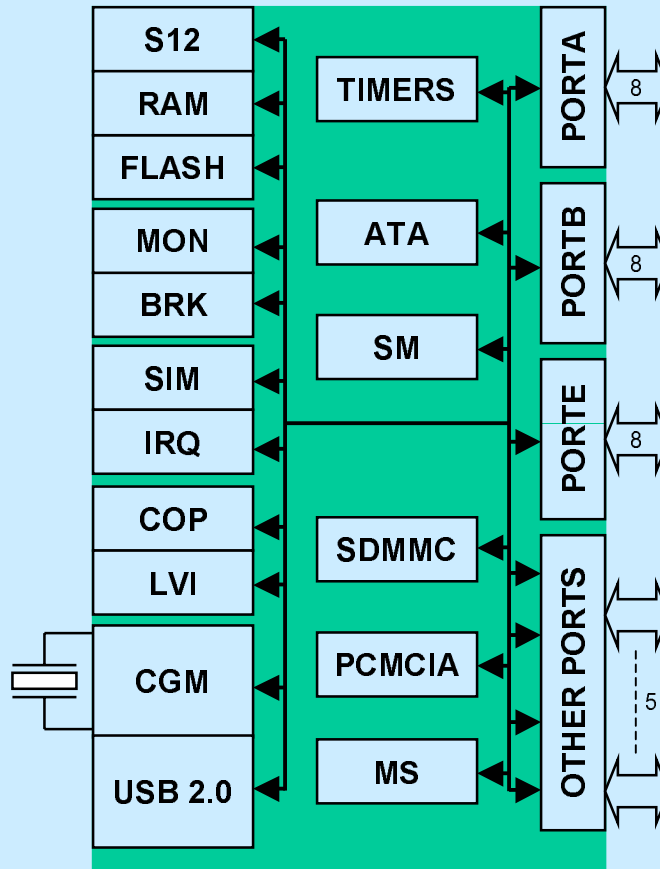 S12
RAM
FLASH
MON
BRK
SIM
IRQ
COP
LVI
CGM
USB 2.0
TIMERS
ATA
SM
SDMMC
PCMCIA
MS
PORTA
8
PORTB
8
PORTE
8
OTHER PORTS
5